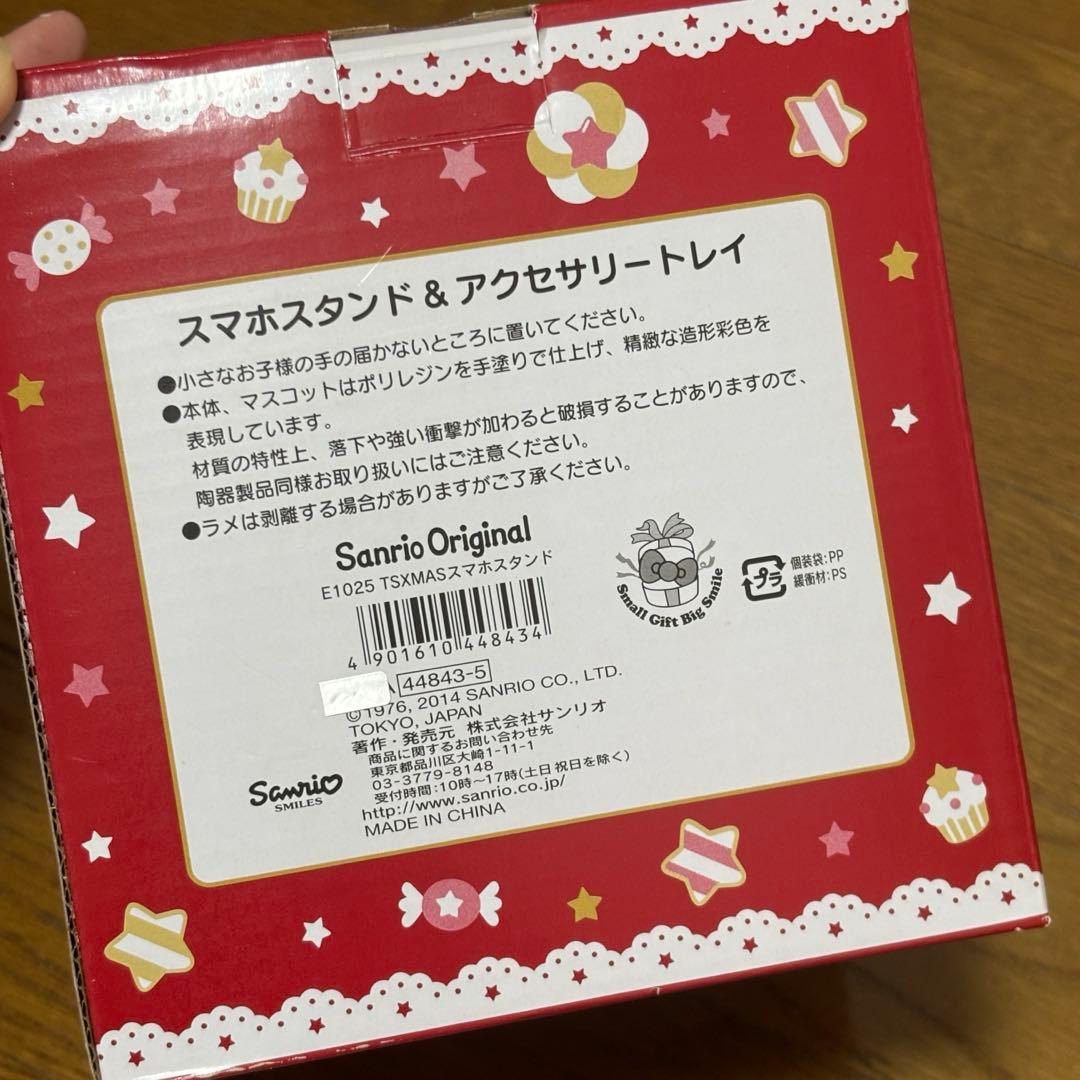 スマホスタンド & アクセサリートレイ
●小さなお子様の手の届かないところに置いてください。
●本体、マスコットはポリレジンを手塗りで仕上げ、精緻な造形彩色を
表現しています。
材質の特性上、落下や強い衝撃が加わると破損することがありますので、
陶器製品同様お取り扱いにはご注意ください。
●ラメは剥離する場合がありますがご了承ください。
Sanrio Original
E1025 TSXMASスマホスタンド
4 901610 448434
44843-5
©1976, 2014 SANRIO CO., LTD.
TOKYO, JAPAN
著作・発売元 株式会社サンリオ
商品に関するお問い合わせ先
東京都品川区大崎1-11-1
03-3779-8148
受付時間:10時～17時(土日祝日を除く)
http://www.sanrio.co.jp/
MADE IN CHINA
Sanrio
SMILES
Small Gift Big Smile
プラ
個装袋:PP
緩衝材:PS